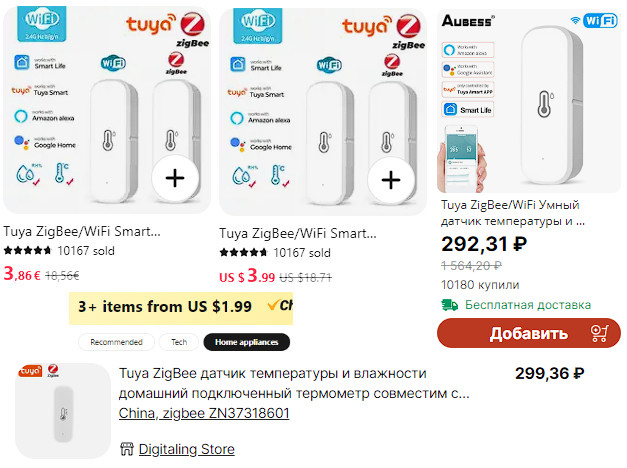 WiFi
2.4G Hz/b/g/n
tuya
zigBee
WiFi
zigBee
works with
Smart Life
works with
Tuya Smart
works with
Amazon alexa
works with
Google Home
RH%
°C
+
Tuya ZigBee/WiFi Smart...
10167 sold
3,86 € 18,56€
WiFi
2.4G Hz/b/g/n
tuya
zigBee
WiFi
zigBee
works with
Smart Life
works with
Tuya Smart
works with
Amazon alexa
works with
Google Home
RH%
°C
+
Tuya ZigBee/WiFi Smart...
10167 sold
US $ 3.99 US $18.71
AUBESS®
WiFi
Works with
Amazon alexa
Works with
Google Assistant
Tuya Smart APP
Smart Life
Tuya ZigBee/WiFi Умный
датчик температуры и ...
292,31 ₽
1 564,20 ₽
10180 купили
Бесплатная доставка
Добавить
3+ items from US $1.99
Ch
Recommended Tech Home appliances
tuya
ZigBee
Tuya ZigBee датчик температуры и влажности
домашний подключенный термометр совместим с...
China, zigbee ZN37318601
299,36 ₽
Digitaling Store